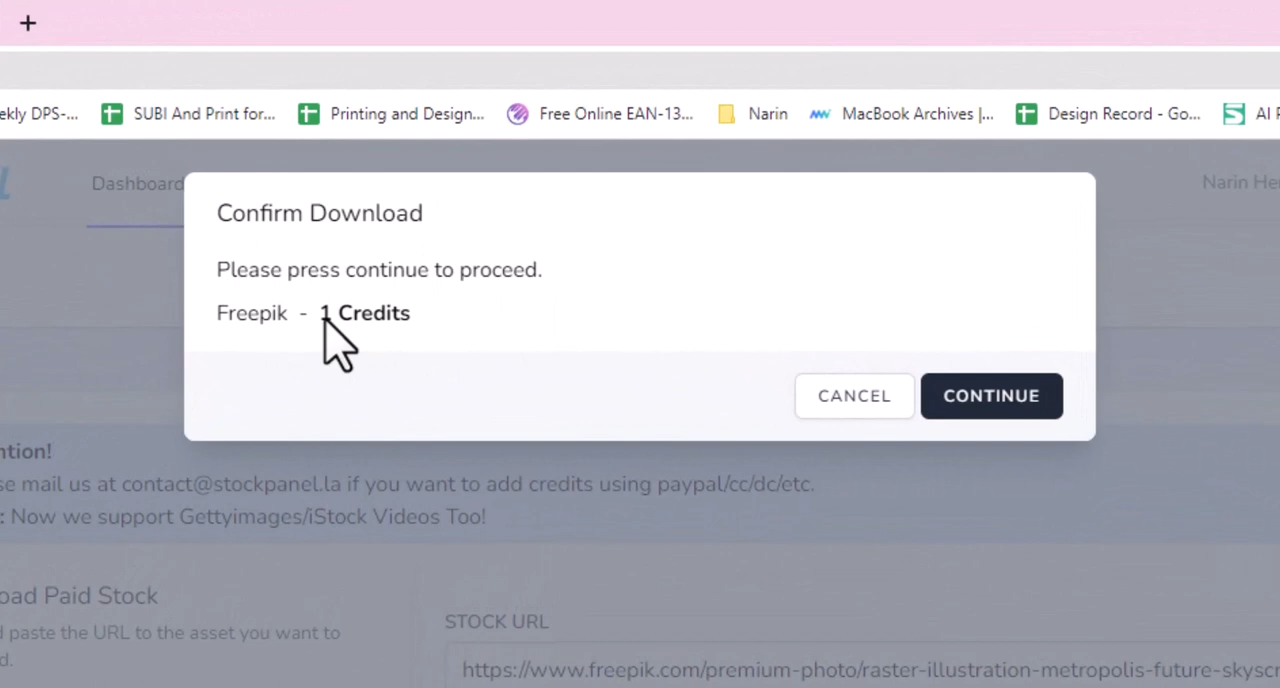 +
ekly DPS-... SUBI And Print for... Printing and Design... Free Online EAN-13... Narin MacBook Archives |... Design Record - Go... AI
Dashboard Narin He
Confirm Download
Please press continue to proceed.
Freepik - 1 Credits
CANCEL CONTINUE
ntion!
se mail us at contact@stockpanel.la if you want to add credits using paypal/cc/dc/etc.
: Now we support Gettyimages/iStock Videos Too!
oad Paid Stock
STOCK URL
d paste the URL to the asset you want to
d.
https://www.freepik.com/premium-photo/raster-illustration-metropolis-future-skyscr